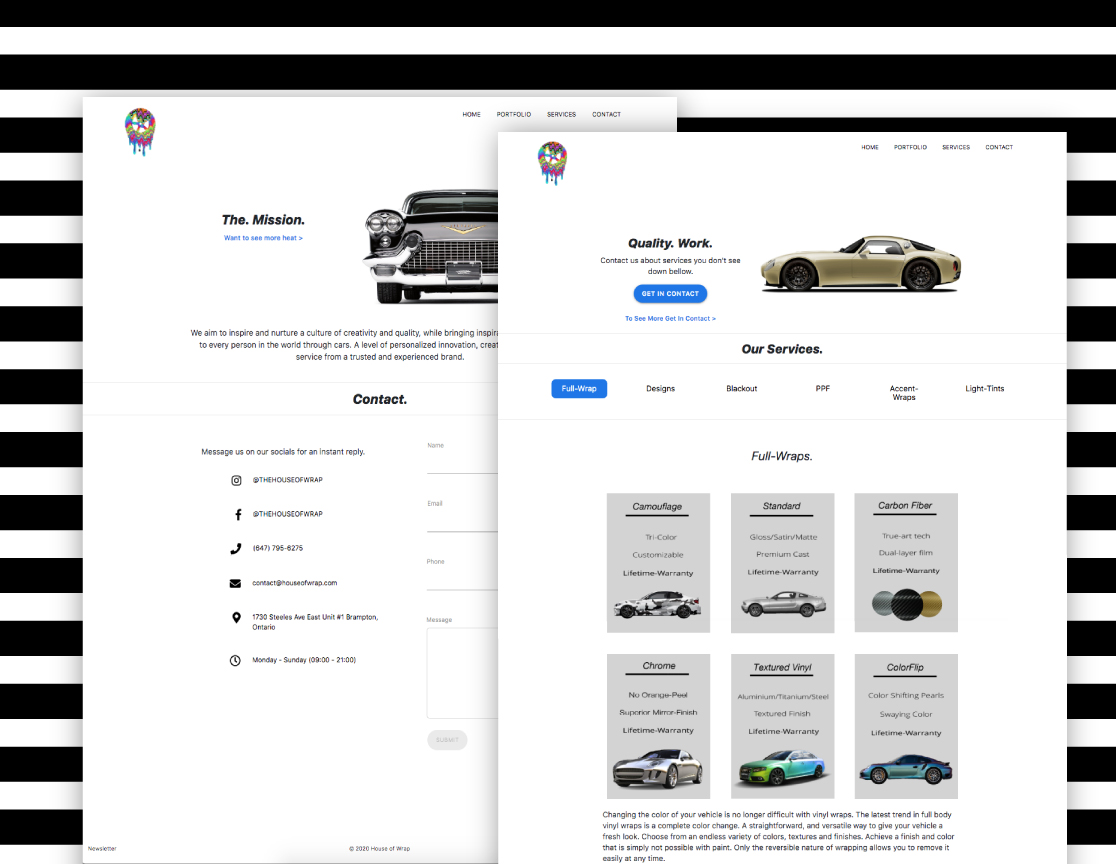 HOME PORTFOLIO SERVICES CONTACT
The. Mission.
Want to see more heat >
We aim to inspire and nurture a culture of creativity and quality, while bringing
to every person in the world through cars. A level of personalized innovation,
service from a trusted and experienced brand.
Contact.
Message us on our socials for an instant reply.
@THEHOUSEOFWRAP
@THEHOUSEOFWRAP
(647) 795-6275
contact@houseofwrap.com
1730 Steeles Ave East Unit #1 Brampton,
Ontario
Monday - Sunday (09:00 - 21:00)
Name
Email
Phone
Message
SUBMIT
Newsletter
© 2020 House of Wrap
HOME PORTFOLIO SERVICES CONTACT
Quality. Work.
Contact us about services you don't see
down bellow.
GET IN CONTACT
To See More Get In Contact >
Our Services.
Full-Wrap Designs Blackout PPF Accent-
Wraps Light-Tints
Full-Wraps.
Camouflage
Tri-Color
Customizable
Lifetime-Warranty
Standard
Gloss/Satin/Matte
Premium Cast
Lifetime-Warranty
Carbon Fiber
True-art tech
Dual-layer film
Lifetime-Warranty
Chrome
No Orange-Peel
Superior Mirror-Finish
Lifetime-Warranty
Textured Vinyl
Aluminium/Titanium/Steel
Textured Finish
Lifetime-Warranty
ColorFlip
Color Shifting Pearls
Swaying Color
Lifetime-Warranty
Changing the color of your vehicle is no longer difficult with vinyl wraps. The latest trend in full body
vinyl wraps is a complete color change. A straightforward, and versatile way to give your vehicle a
fresh look. Choose from an endless variety of colors, textures and finishes. Achieve a finish and color
that is simply not possible with paint. Only the reversible nature of wrapping allows you to remove it
easily at any time.